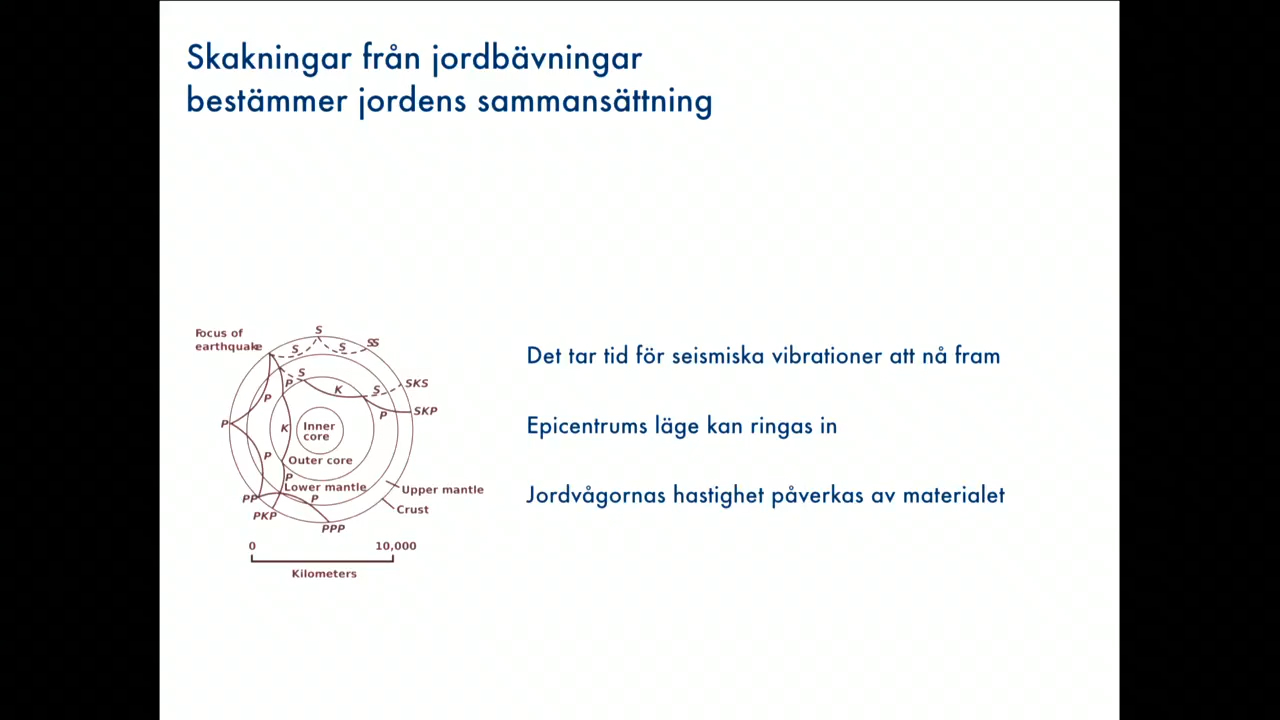 Skakningar från jordbävningar
bestämmer jordens sammansättning
Focus of
earthquake
S
S
S
SS
S
P
K
S
SKS
P
P
SKP
P
K
Inner
core
P
Outer core
P
Lower mantle
Upper mantle
PP
P
Crust
PKP
PPP
0
10,000
Kilometers
Det tar tid för seismiska vibrationer att nå fram
Epicentrums läge kan ringas in
Jordvågornas hastighet påverkas av materialet